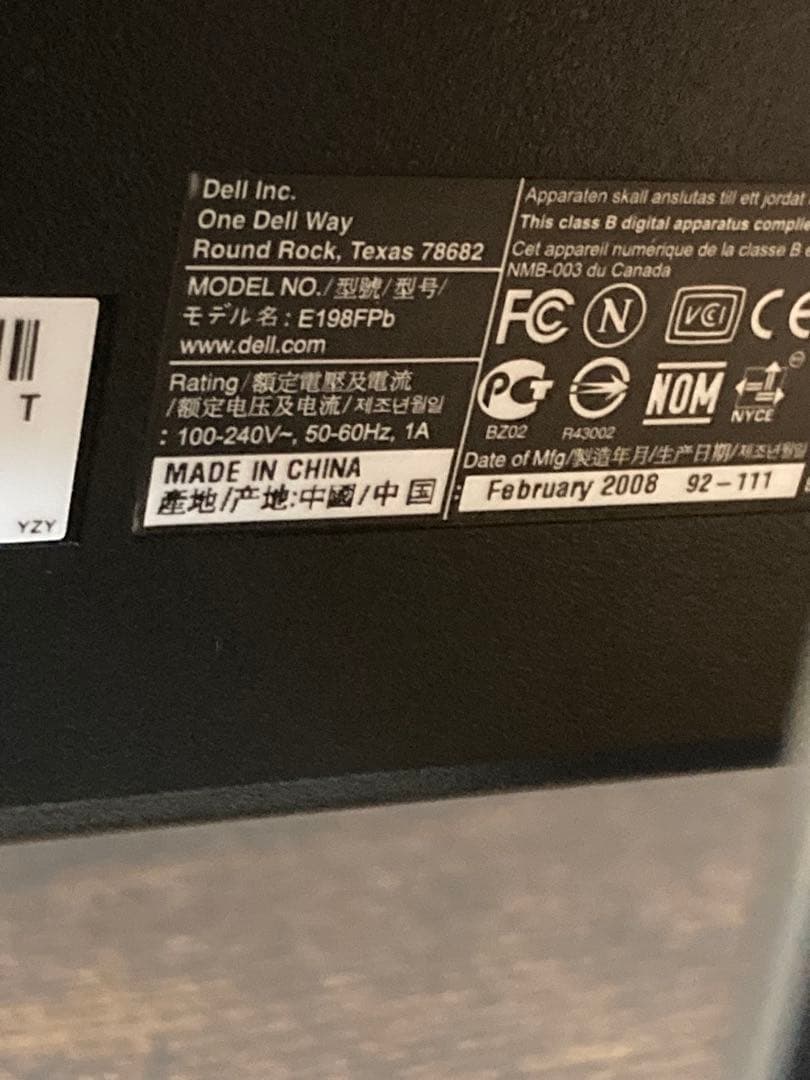 Dell Inc.
One Dell Way
Round Rock, Texas 78682
MODEL NO./型號/型号/
モデル名: E198FPb
www.dell.com
Rating/額定電壓及電流
/额定电压及电流/제조년월일
: 100-240V~, 50-60Hz, 1A
MADE IN CHINA
產地/产地:中國/中国
Apparaten skall anslutas till ett jordat
This class B digital apparatus complie
Cet appareil numérique de la classe B e
NMB-003 du Canada
FC N VCI CE
PCT NOM NYCE
BZ02 R43002
Date of Mfg/製造年月/生产日期/제조년월일
: February 2008 92-111
T
YZY